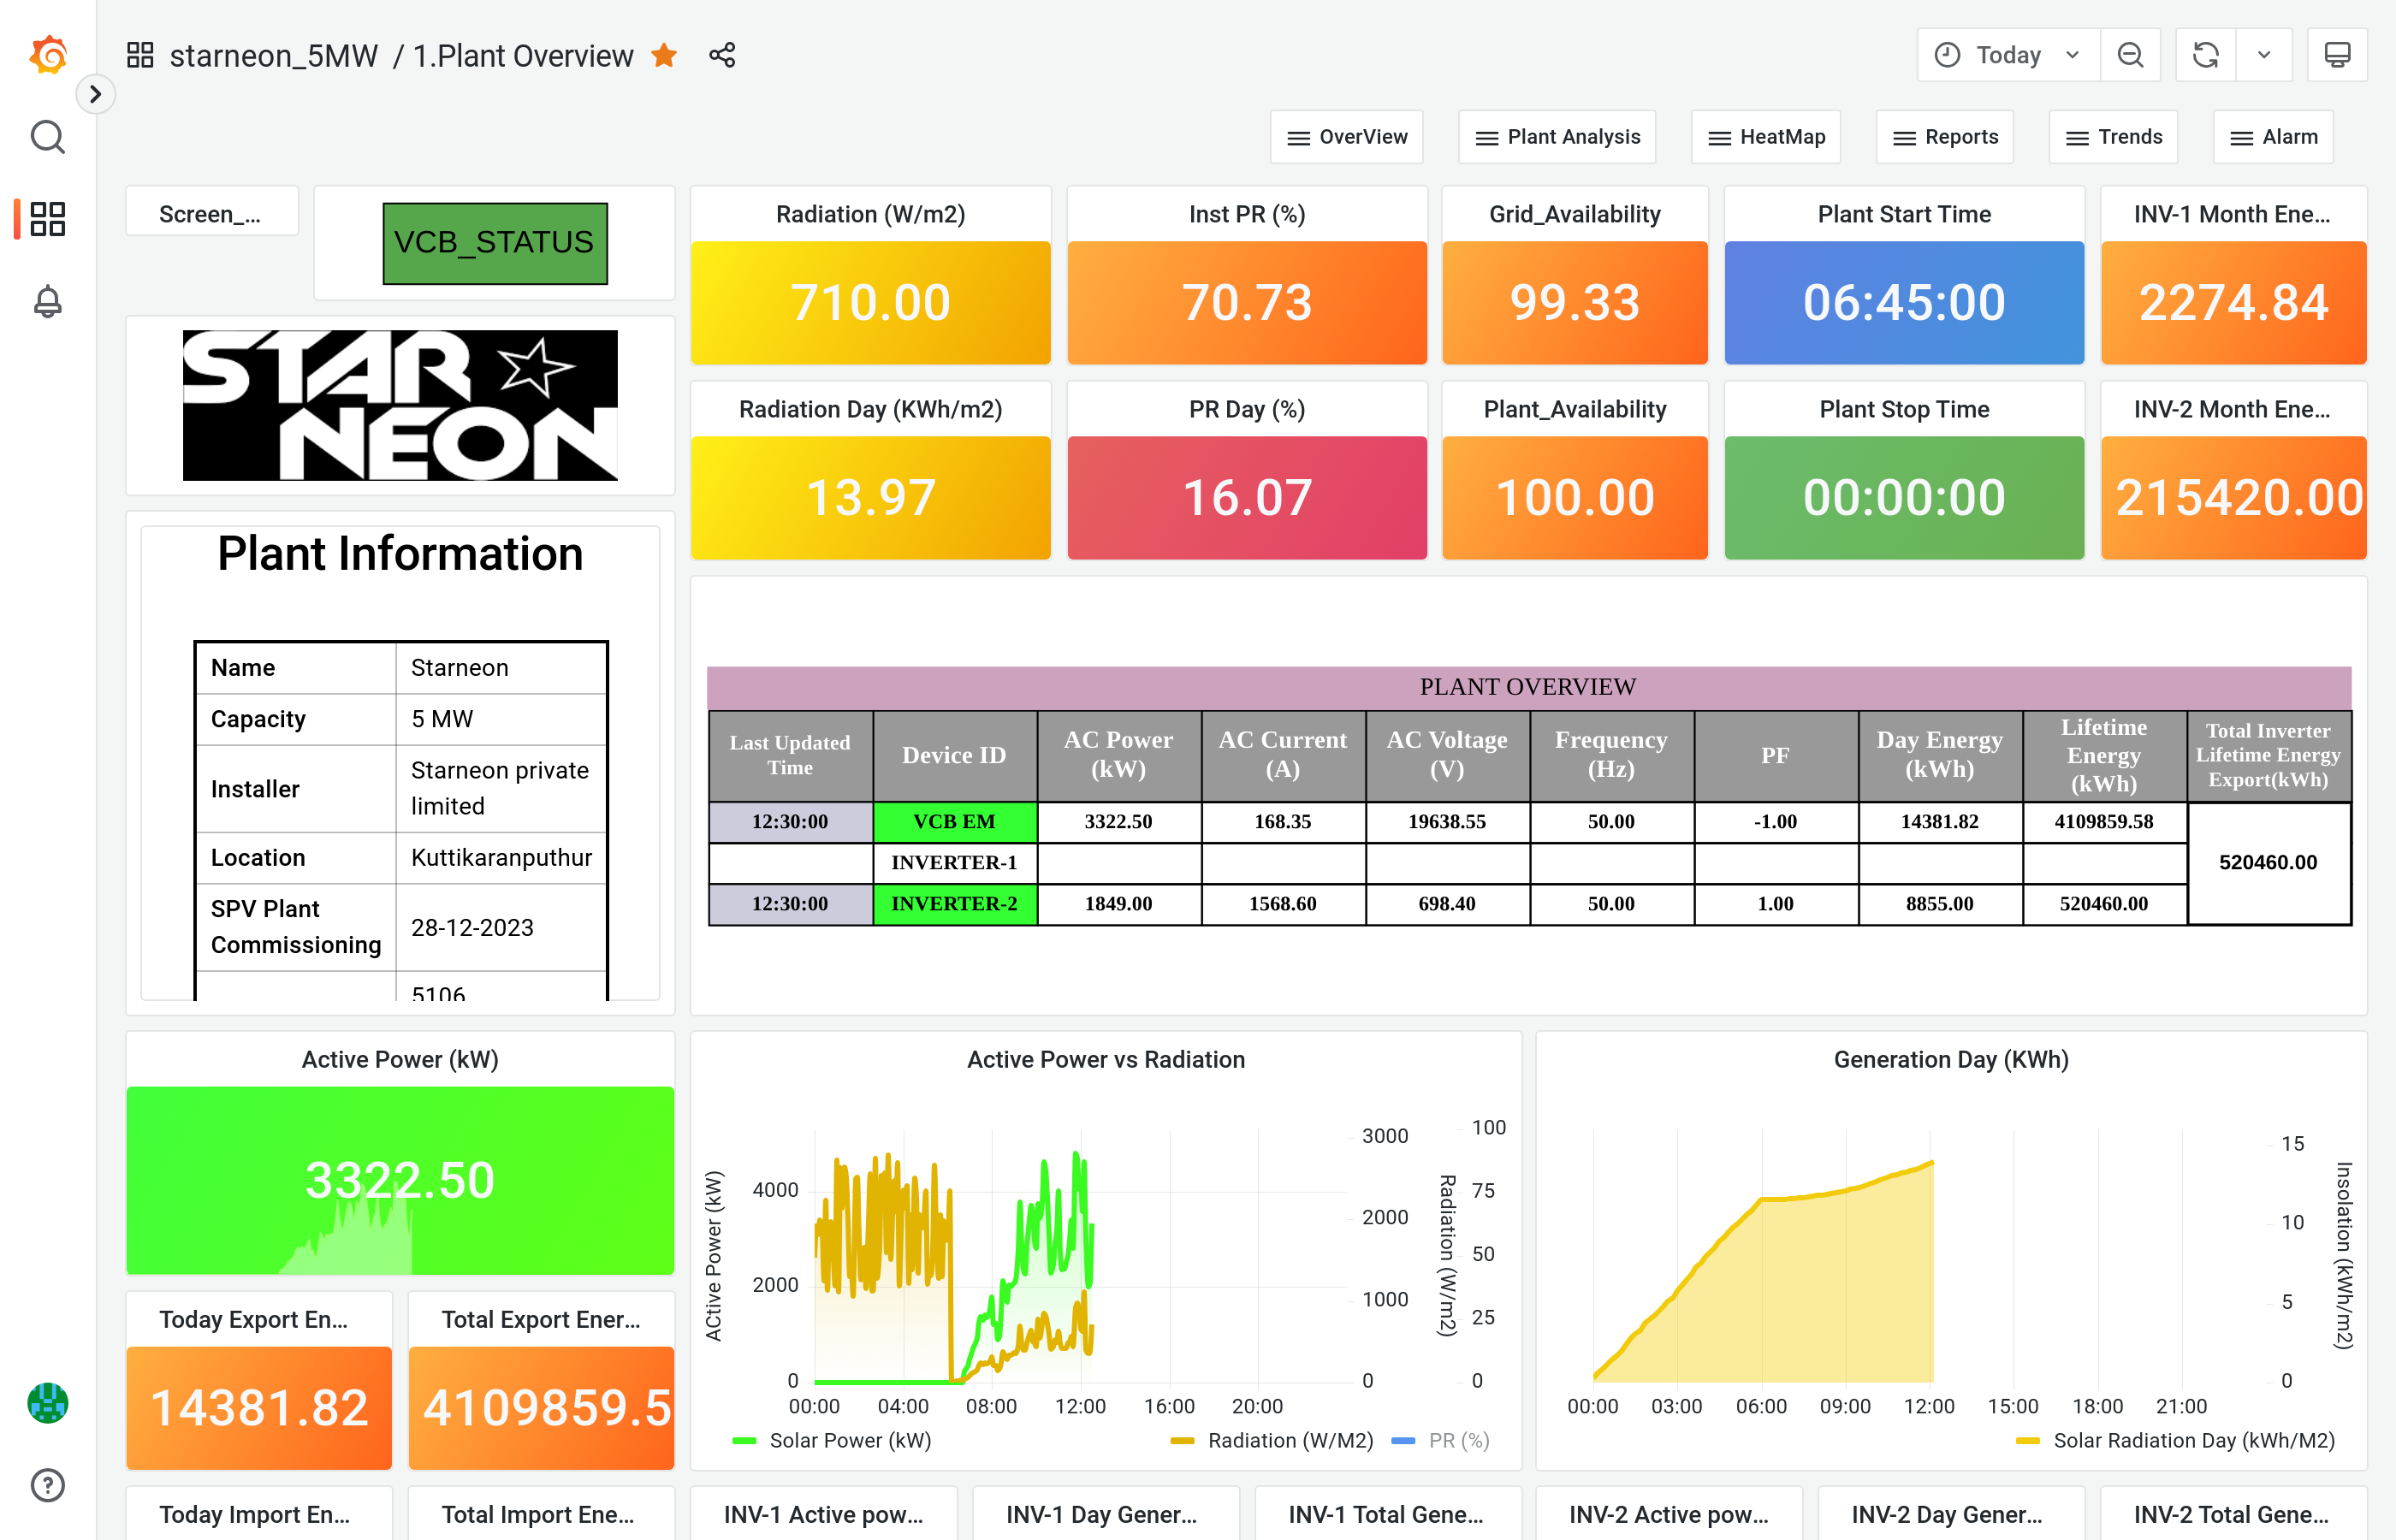 starneon_5MW / 1.Plant Overview
Today
OverView
Plant Analysis
HeatMap
Reports
Trends
Alarm
Screen_...
VCB_STATUS
STAR
NEON
Radiation (W/m2)
710.00
Inst PR (%)
70.73
Grid_Availability
99.33
Plant Start Time
06:45:00
INV-1 Month Ene...
2274.84
Radiation Day (KWh/m2)
13.97
PR Day (%)
16.07
Plant_Availability
100.00
Plant Stop Time
00:00:00
INV-2 Month Ene...
215420.00
Plant Information
Name Starneon
Capacity 5 MW
Installer Starneon private
limited
Location Kuttikaranputhur
SPV Plant
Commissioning 28-12-2023
5106
PLANT OVERVIEW
Last Updated
Time
Device ID
AC Power
(kW)
AC Current
(A)
AC Voltage
(V)
Frequency
(Hz)
PF
Day Energy
(kWh)
Lifetime
Energy
(kWh)
Total Inverter
Lifetime Energy
Export(kWh)
12:30:00 VCB EM 3322.50 168.35 19638.55 50.00 -1.00 14381.82 4109859.58
INVERTER-1
520460.00
12:30:00 INVERTER-2 1849.00 1568.60 698.40 50.00 1.00 8855.00 520460.00
Active Power (kW)
3322.50
Today Export En...
14381.82
Total Export Ener...
4109859.5
Active Power vs Radiation
ACtive Power (kW)
4000
2000
0
3000
2000
1000
0
Radiation (W/m2)
100
75
50
25
0
00:00 04:00 08:00 12:00 16:00 20:00
Solar Power (kW) Radiation (W/M2) PR (%)
Generation Day (KWh)
15
10
5
0
Insolation (kWh/m2)
00:00 03:00 06:00 09:00 12:00 15:00 18:00 21:00
Solar Radiation Day (kWh/M2)
Today Import En...
Total Import Ene...
INV-1 Active pow...
INV-1 Day Gener...
INV-1 Total Gene...
INV-2 Active pow...
INV-2 Day Gener...
INV-2 Total Gene...